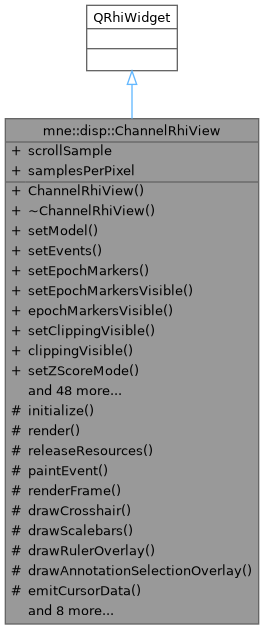 QRhiWidget
mne::disp::ChannelRhiView
+ scrollSample
+ samplesPerPixel
+ ChannelRhiView()
+ ~ChannelRhiView()
+ setModel()
+ setEvents()
+ setEpochMarkers()
+ setEpochMarkersVisible()
+ epochMarkersVisible()
+ setClippingVisible()
+ clippingVisible()
+ setZScoreMode()
and 48 more...
# initialize()
# render()
# releaseResources()
# paintEvent()
# renderFrame()
# drawCrosshair()
# drawScalebars()
# drawRulerOverlay()
# drawAnnotationSelectionOverlay()
# emitCursorData()
and 8 more...